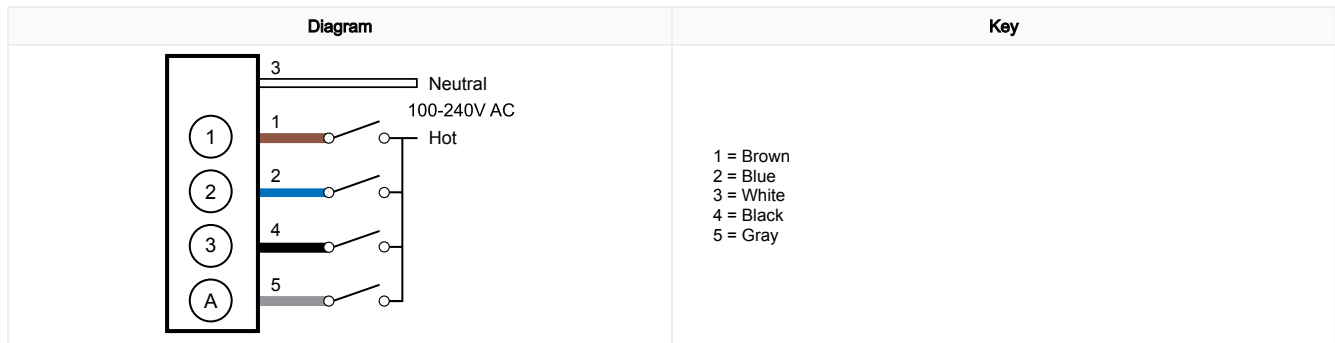 Diagram
Key
3
Neutral
100-240V AC
1
1
Hot
2
2
3
4
A
5
1 = Brown
2 = Blue
3 = White
4 = Black
5 = Gray